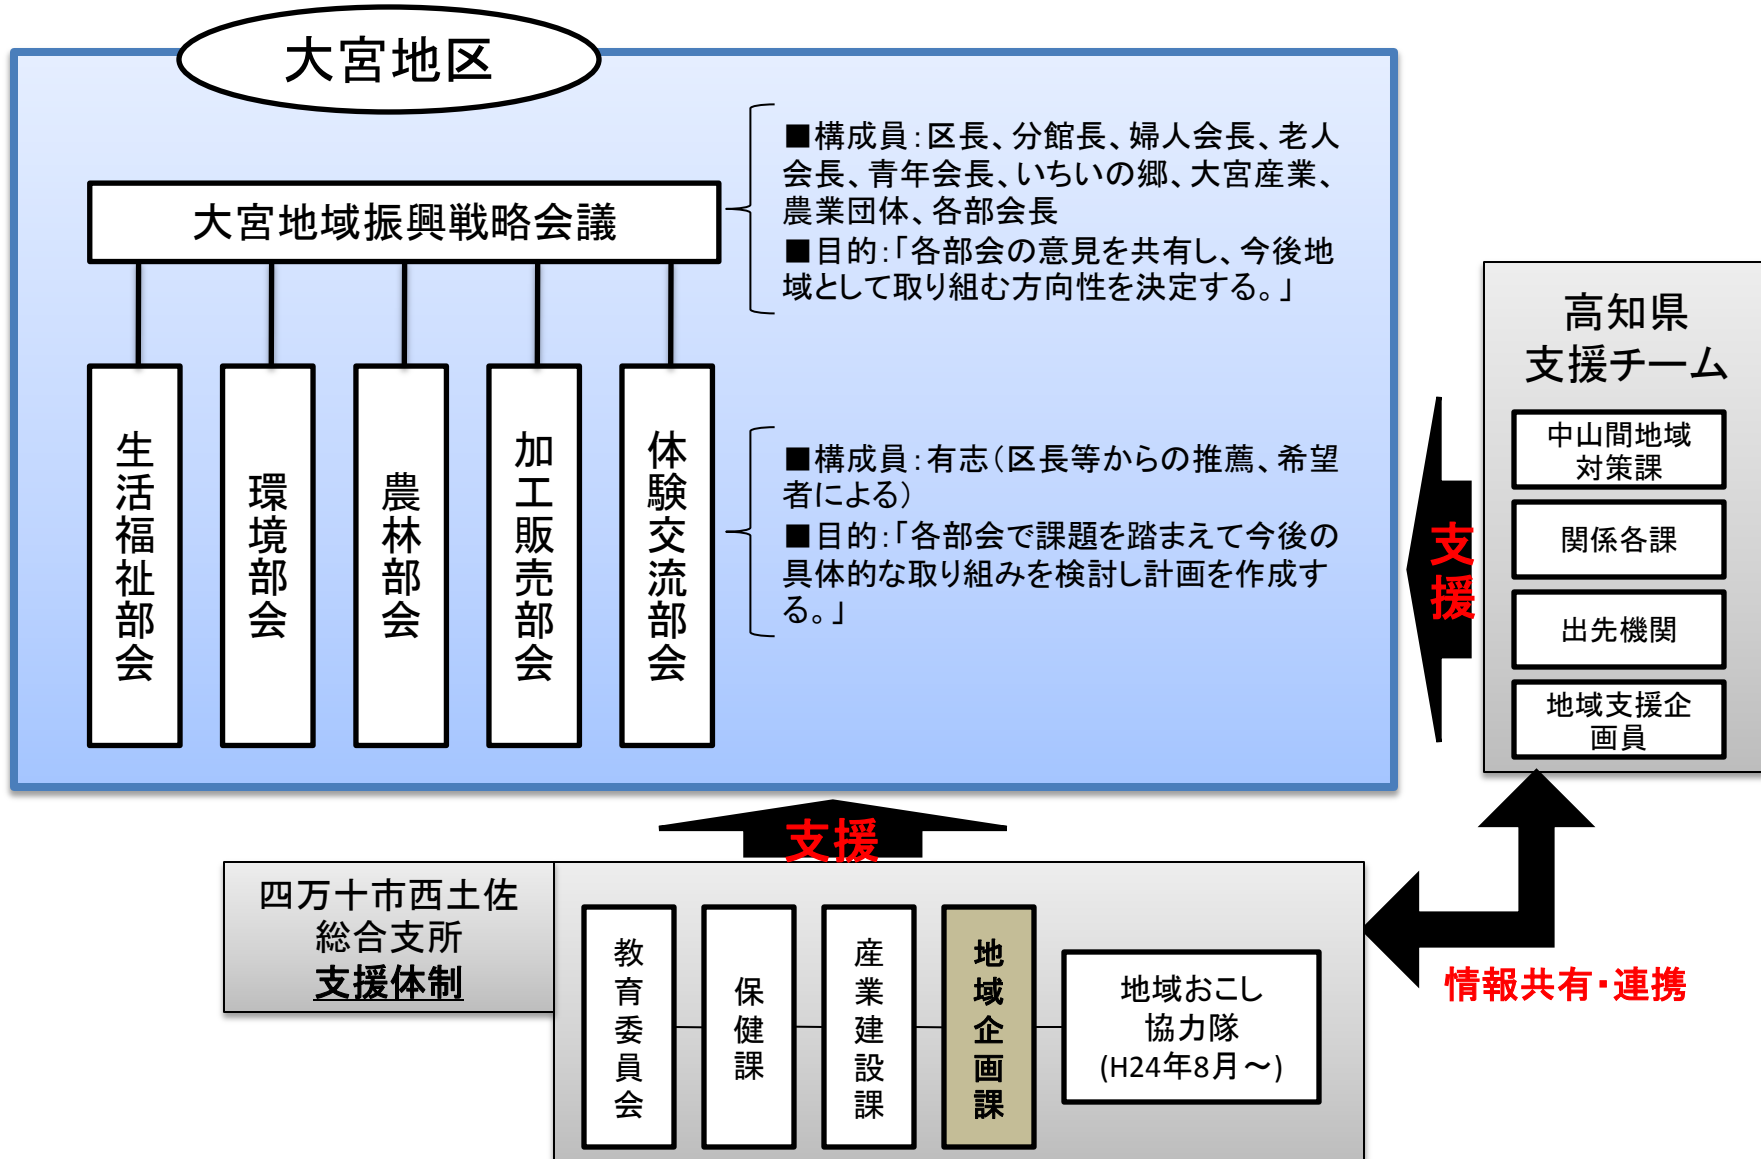 大宮地区
大宮地域振興戦略会議
■構成員：区長、分館長、婦人会長、老人
会長、青年会長、いちいの郷、大宮産業、
農業団体、各部会長
■目的：「各部会の意見を共有し、今後地
域として取り組む方向性を決定する。」
生活福祉部会
環境部会
農林部会
加工販売部会
体験交流部会
■構成員：有志（区長等からの推薦、希望
者による）
■目的：「各部会で課題を踏まえて今後の
具体的な取り組みを検討し計画を作成す
る。」
支援
高知県
支援チーム
中山間地域
対策課
関係各課
出先機関
地域支援企
画員
支援
四万十市西土佐
総合支所
支援体制
教育委員会
保健課
産業建設課
地域企画課
地域おこし
協力隊
(H24年8月～)
情報共有・連携